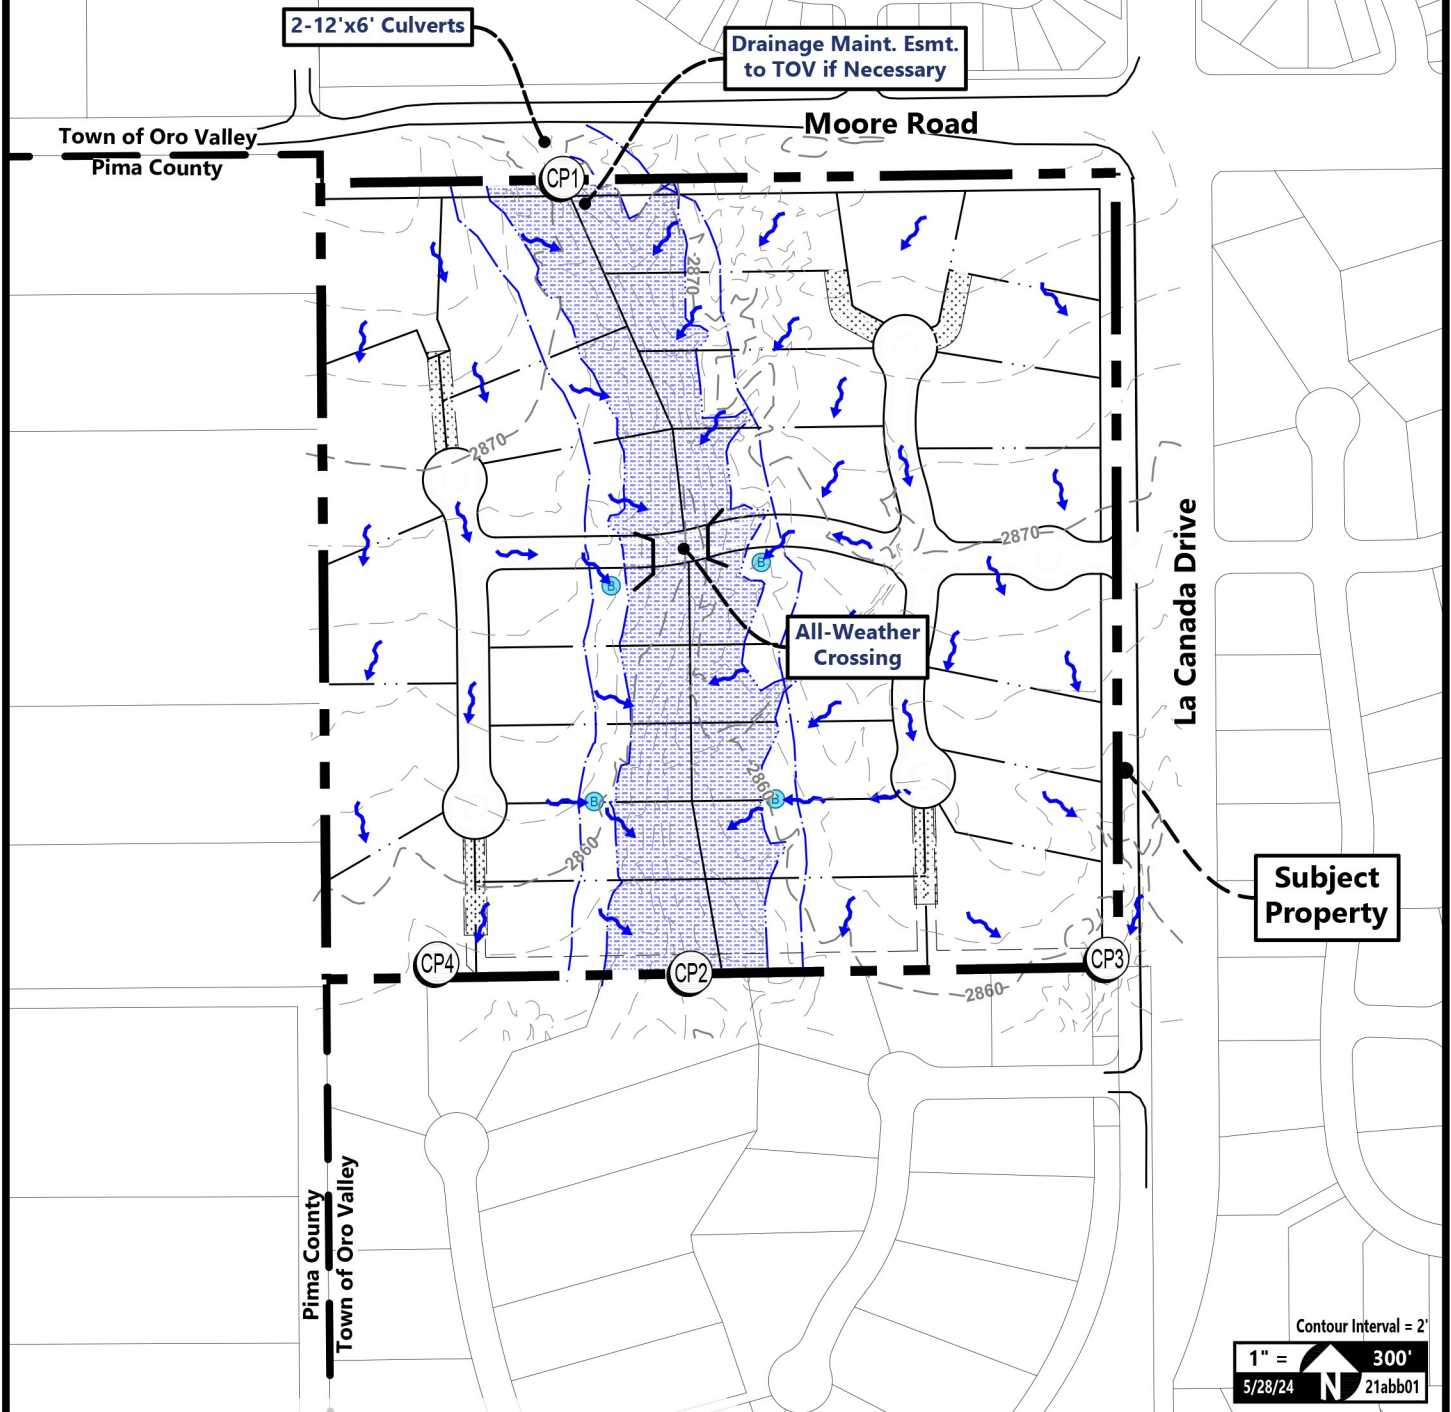 2-12'x6' Culverts
Drainage Maint. Esmt.
to TOV if Necessary
Moore Road
Town of Oro Valley
Pima County
CP1
2870
2870
2870
La Canada Drive
B
B
All-Weather
Crossing
2860
B
B
2860
Subject
Property
CP4
CP2
CP3
2860
Pima County
Town of Oro Valley
Contour Interval = 2'
1" = 300'
5/28/24 N 21abb01